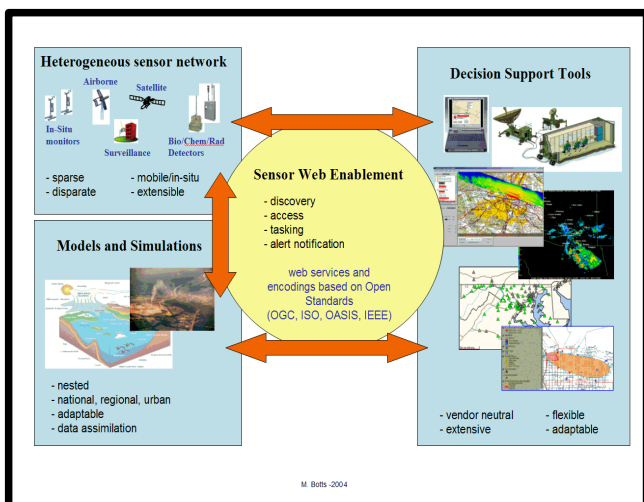 Heterogeneous sensor network
Airborne
Satellite
In-Situ
monitors
Surveillance
Bio/Chem/Rad
Detectors
- sparse
- disparate
- mobile/in-situ
- extensible
Models and Simulations
- nested
- national, regional, urban
- adaptable
- data assimilation
Sensor Web Enablement
- discovery
- access
- tasking
- alert notification
web services and
encodings based on Open
Standards
(OGC, ISO, OASIS, IEEE)
Decision Support Tools
- vendor neutral
- extensive
- flexible
- adaptable
M. Botts -2004